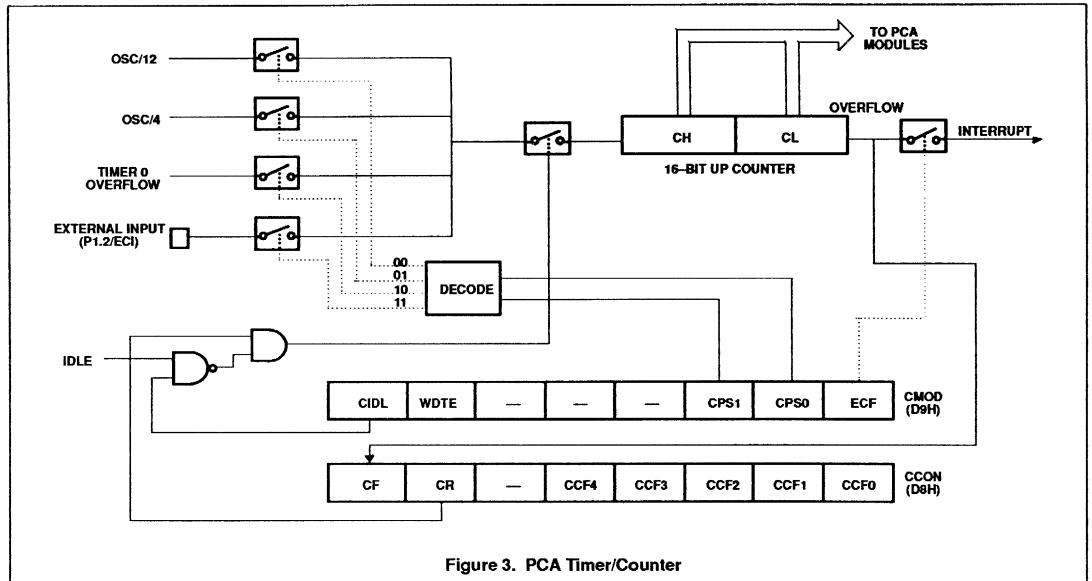 TO PCA
MODULES
OSC/12
OSC/4
OVERFLOW
CH
CL
INTERRUPT
16–BIT UP COUNTER
TIMER 0
OVERFLOW
EXTERNAL INPUT
(P1.2/ECI)
00
01
10
11
DECODE
IDLE
CIDL WDTE — — — CPS1 CPS0 ECF
CMOD
(D9H)
CF CR — CCF4 CCF3 CCF2 CCF1 CCF0
CCON
(D8H)
Figure 3. PCA Timer/Counter